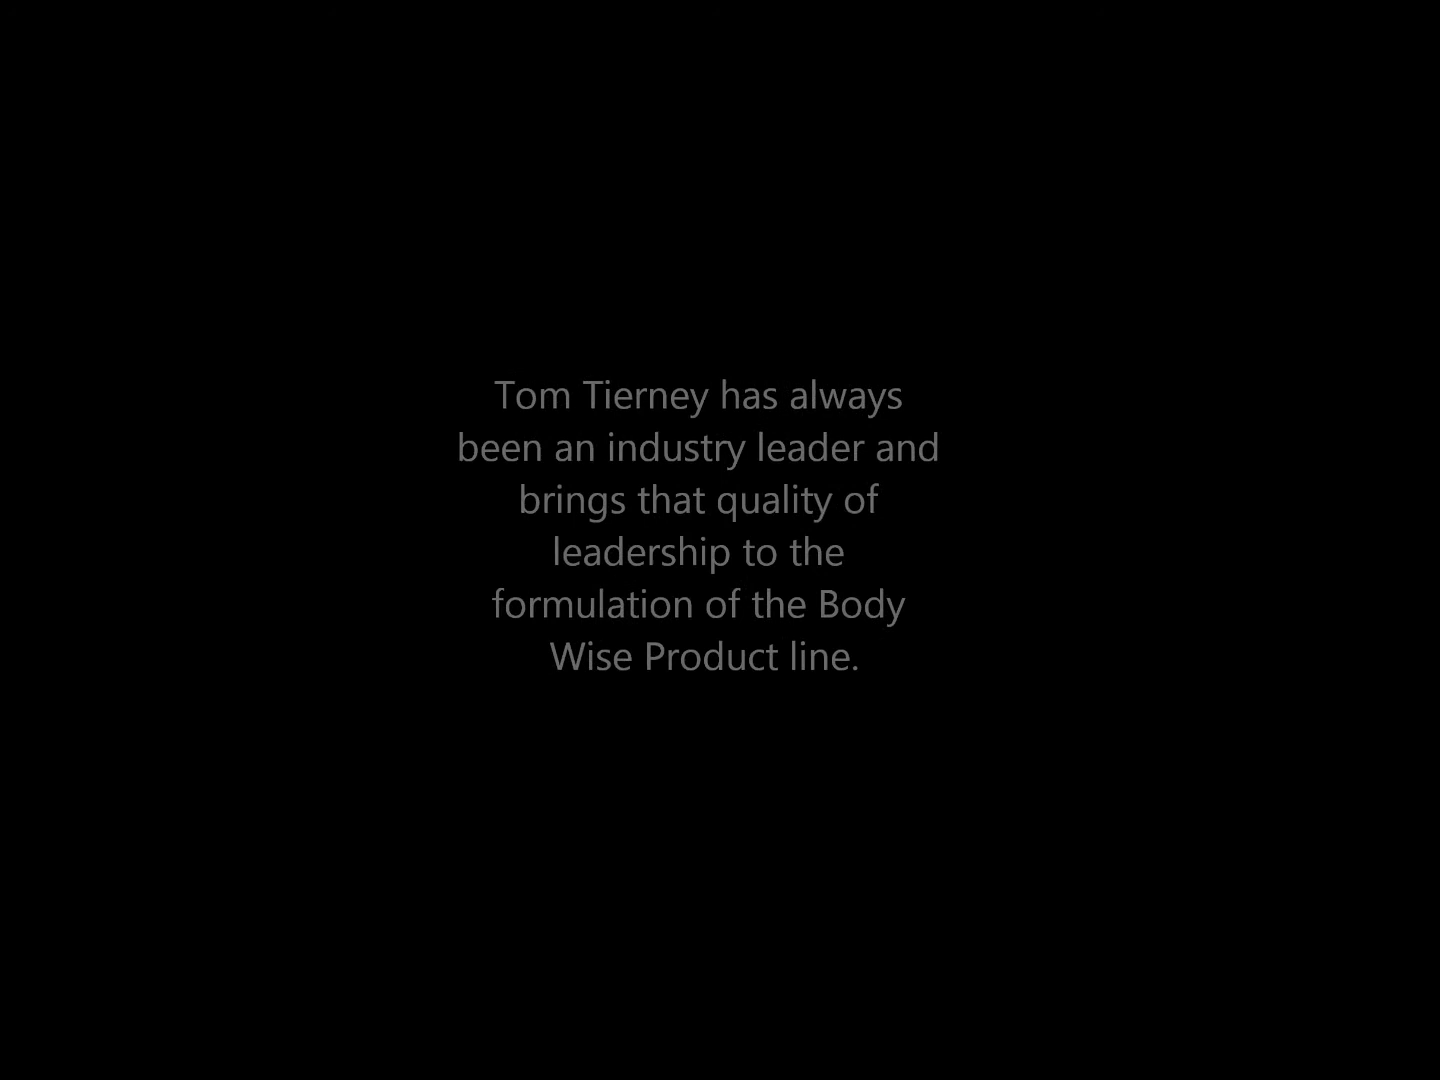 Tom Tierney has always
been an industry leader and
brings that quality of
leadership to the
formulation of the Body
Wise Product line.